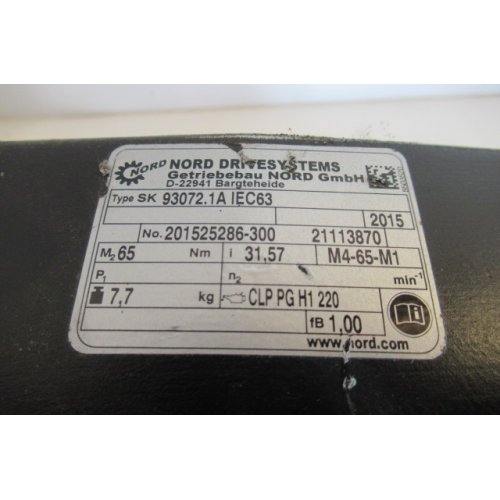 NORD NORD DRIVESYSTEMS
Getriebebau NORD GmbH
D-22941 Bargteheide
Type SK 93072.1A IEC63
2015
No. 201525286-300 21113870
M2 65 Nm i 31,57 M4-65-M1
P1 n2 min-1
7,7 kg CLP PG H1 220
fB 1,00
www.nord.com